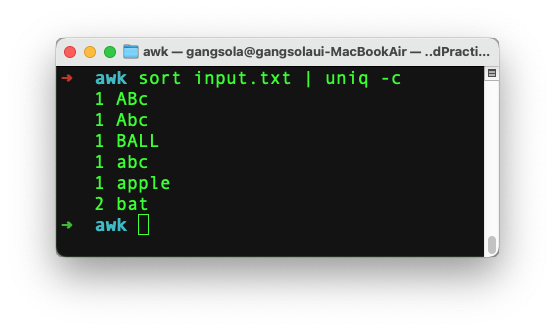 awk — gangsola@gangsolaui-MacBookAir — ..dPracti...
➜ awk sort input.txt | uniq -c
1 ABc
1 Abc
1 BALL
1 abc
1 apple
2 bat
➜ awk